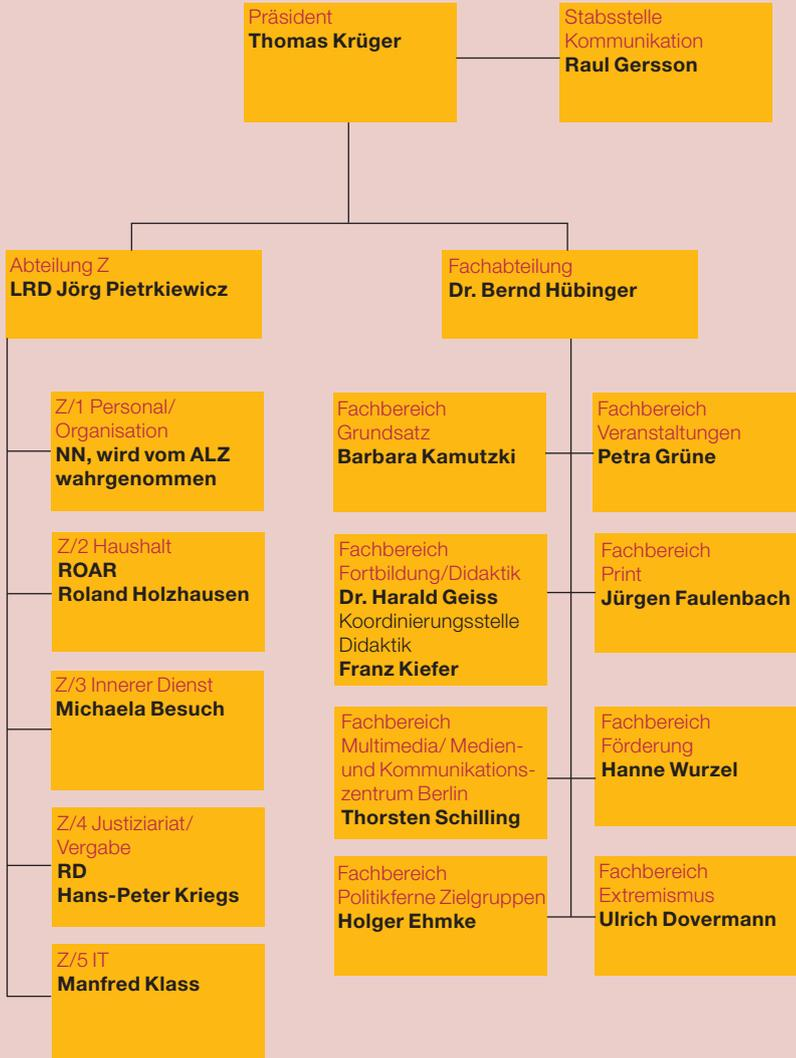 Präsident
Thomas Krüger
Stabsstelle
Kommunikation
Raul Gersson
Abteilung Z
LRD Jörg Pietrkiewicz
Fachabteilung
Dr. Bernd Hübinger
Z/1 Personal/
Organisation
NN, wird vom ALZ
wahrgenommen
Z/2 Haushalt
ROAR
Roland Holzhausen
Z/3 Innerer Dienst
Michaela Besuch
Z/4 Justiziariat/
Vergabe
RD
Hans-Peter Kriegs
Z/5 IT
Manfred Klass
Fachbereich
Grundsatz
Barbara Kamutzki
Fachbereich
Veranstaltungen
Petra Grüne
Fachbereich
Fortbildung/Didaktik
Dr. Harald Geiss
Koordinierungsstelle
Didaktik
Franz Kiefer
Fachbereich
Print
Jürgen Faulenbach
Fachbereich
Multimedia/ Medien-
und Kommunikations-
zentrum Berlin
Thorsten Schilling
Fachbereich
Förderung
Hanne Wurzel
Fachbereich
Politikferne Zielgruppen
Holger Ehmke
Fachbereich
Extremismus
Ulrich Dovermann